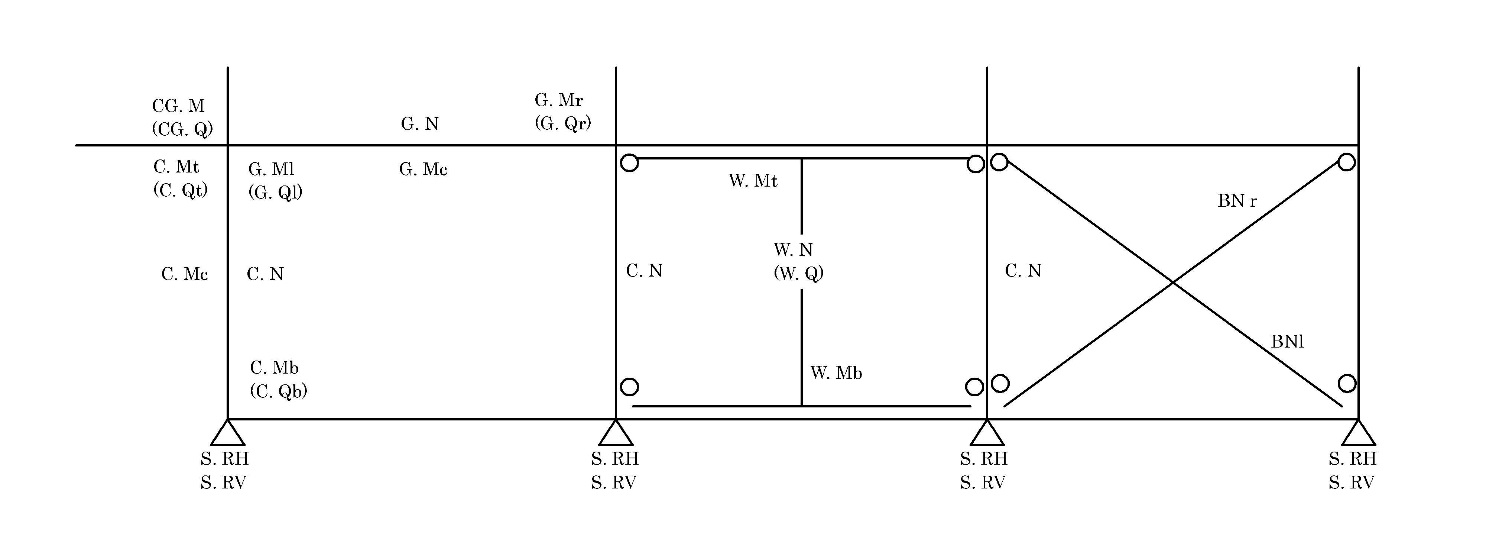 CG. M
(CG. Q)
G. N
G. Mr
(G. Qr)
C. Mt
(C. Qt)
G. Ml
(G. Ql)
G. Mc
W. Mt
BN r
C. Mc
C. N
C. N
W. N
(W. Q)
C. N
BNl
C. Mb
(C. Qb)
W. Mb
S. RH
S. RV
S. RH
S. RV
S. RH
S. RV
S. RH
S. RV